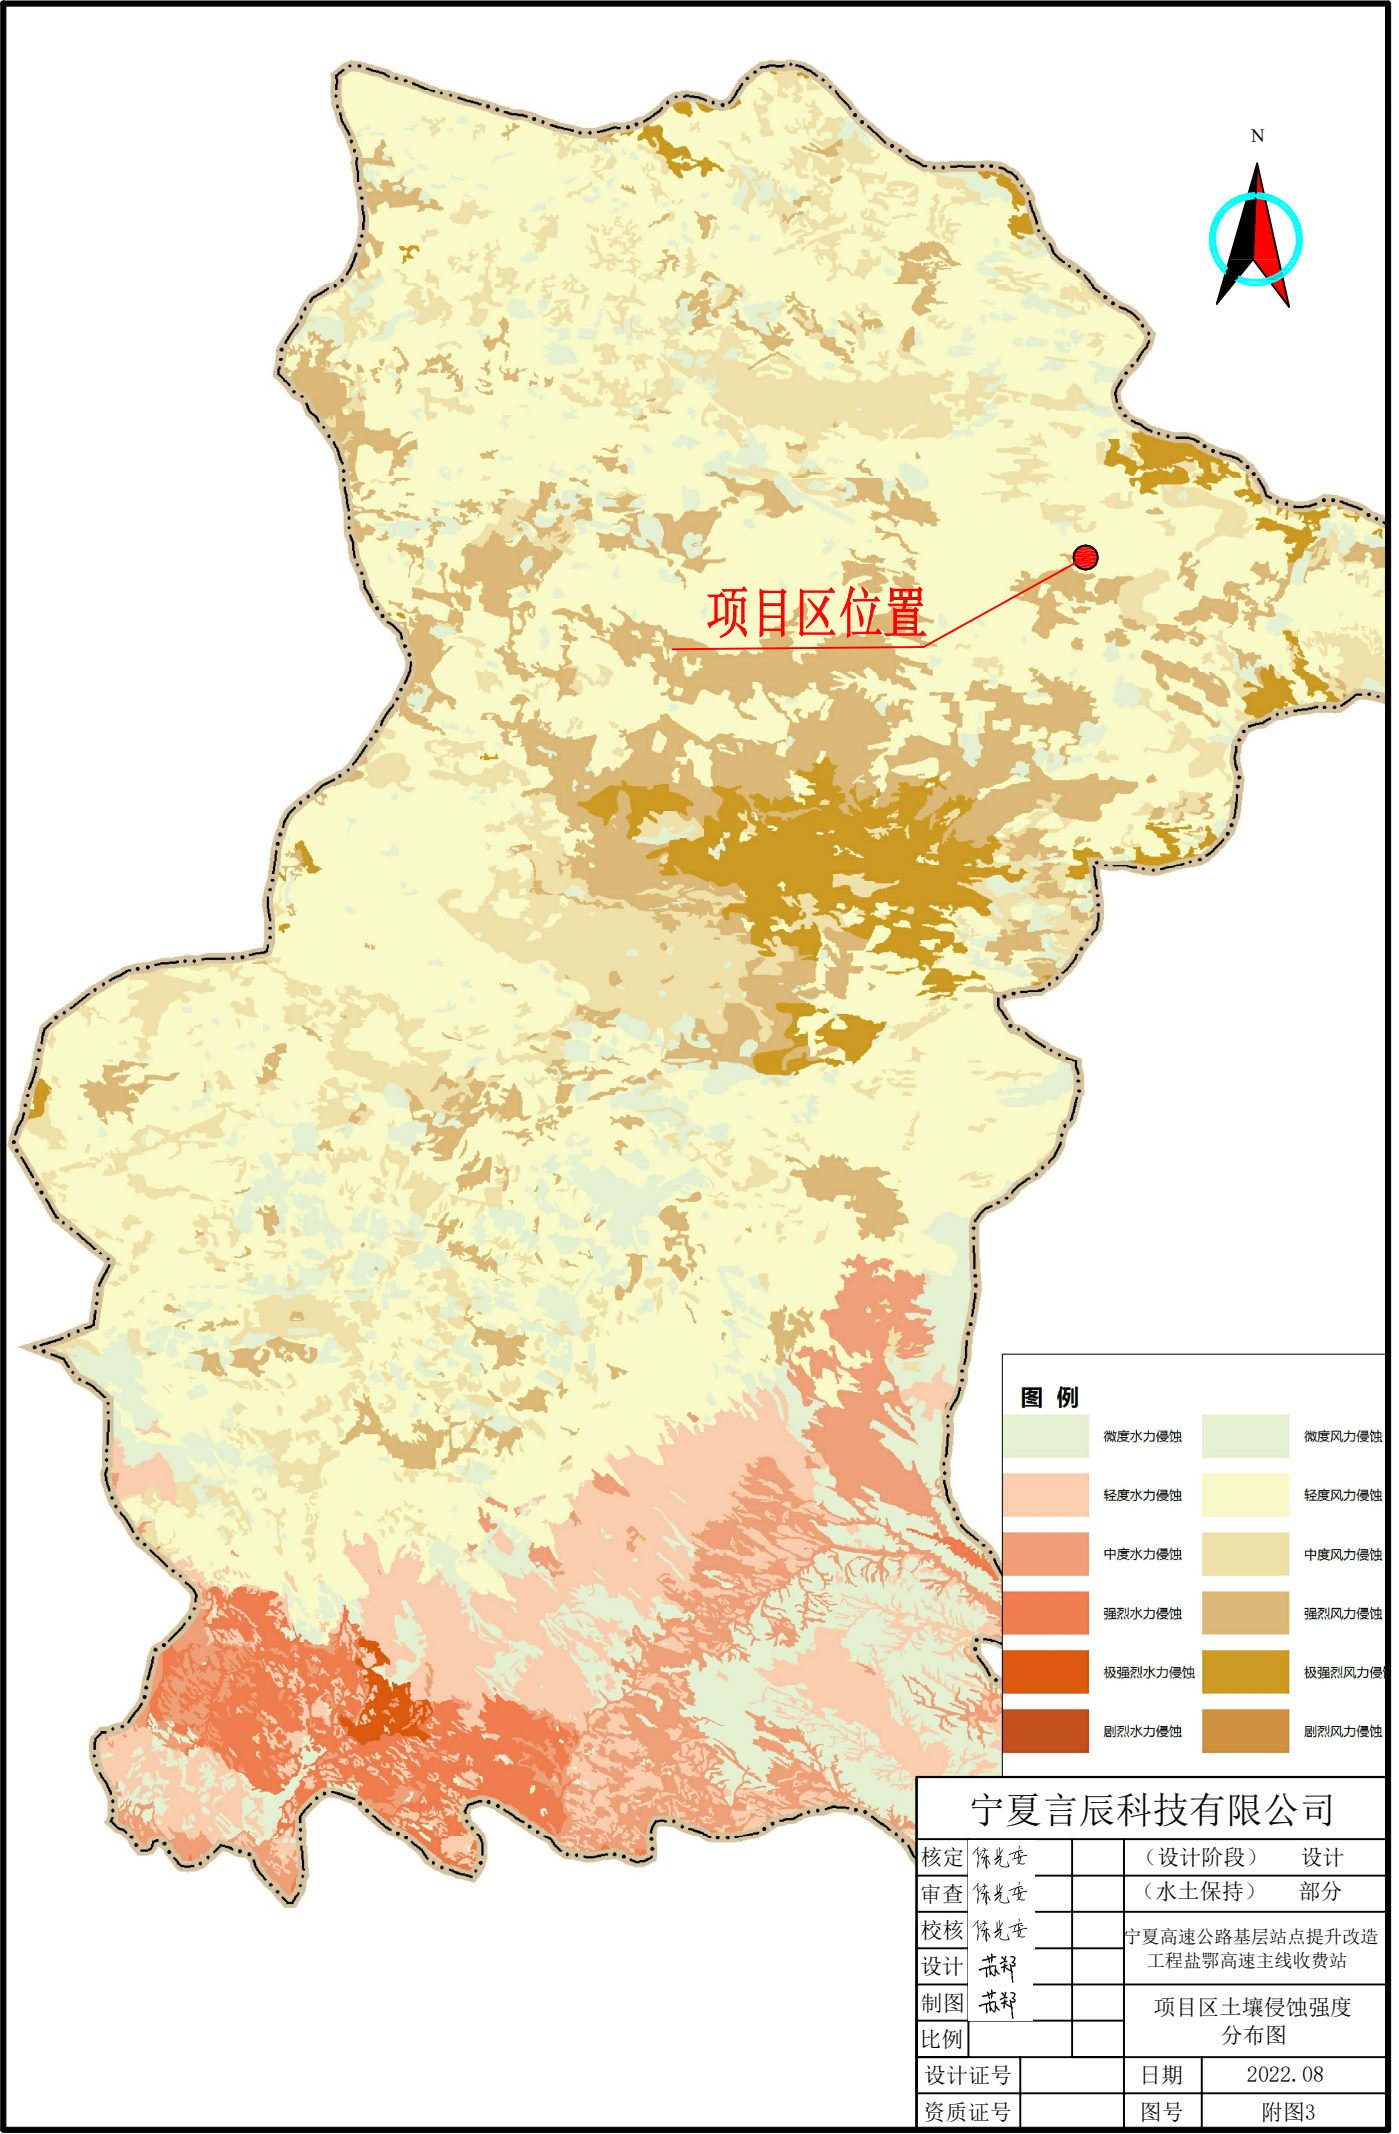 N
项目区位置
图 例
微度水力侵蚀 微度风力侵蚀
轻度水力侵蚀 轻度风力侵蚀
中度水力侵蚀 中度风力侵蚀
强烈水力侵蚀 强烈风力侵蚀
极强烈水力侵蚀 极强烈风力侵
剧烈水力侵蚀 剧烈风力侵蚀
宁夏言辰科技有限公司
核定 （设计阶段） 设计
审查 （水土保持） 部分
校核
宁夏高速公路基层站点提升改造
工程盐鄂高速主线收费站
设计
制图
项目区土壤侵蚀强度
分布图
比例
设计证号 日期 2022.08
资质证号 图号 附图3